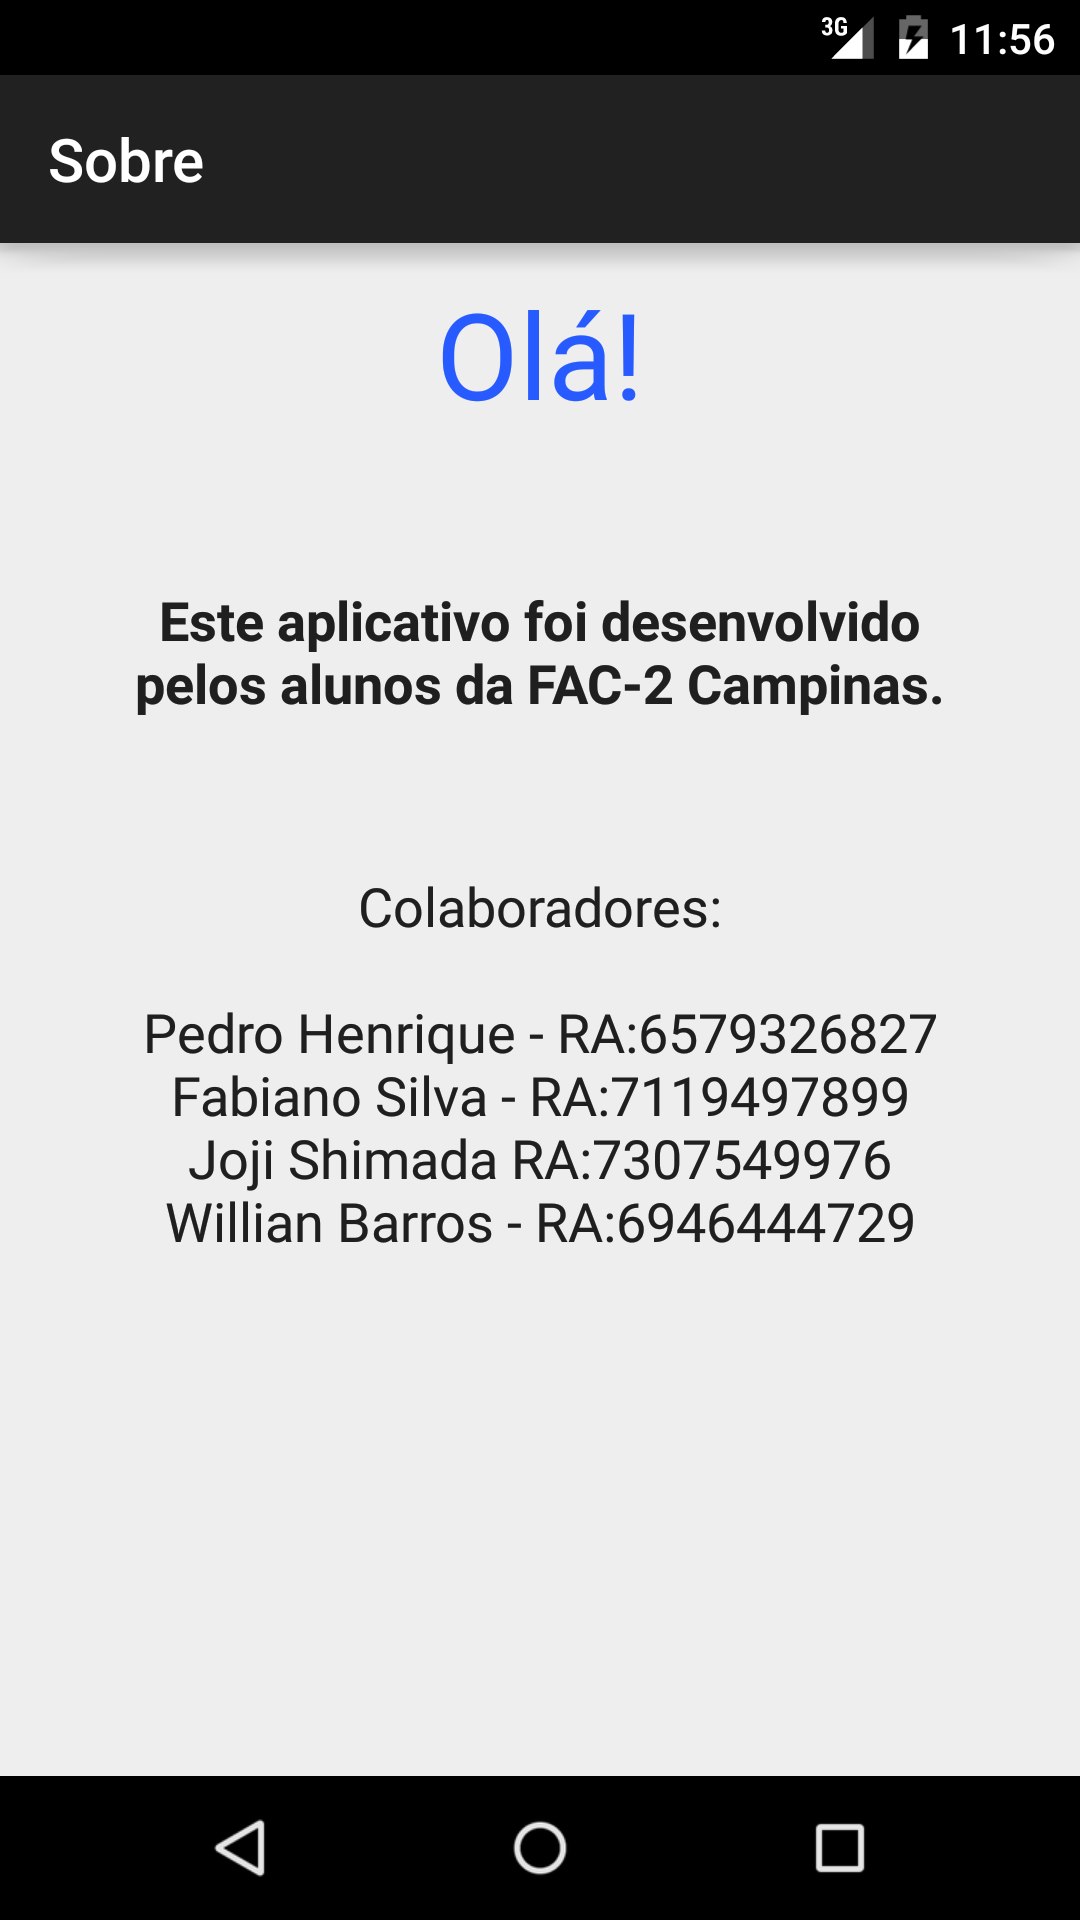 3G 11:56
Sobre
Olá!
Este aplicativo foi desenvolvido
pelos alunos da FAC-2 Campinas.
Colaboradores:
Pedro Henrique - RA:6579326827
Fabiano Silva - RA:7119497899
Joji Shimada RA:7307549976
Willian Barros - RA:6946444729